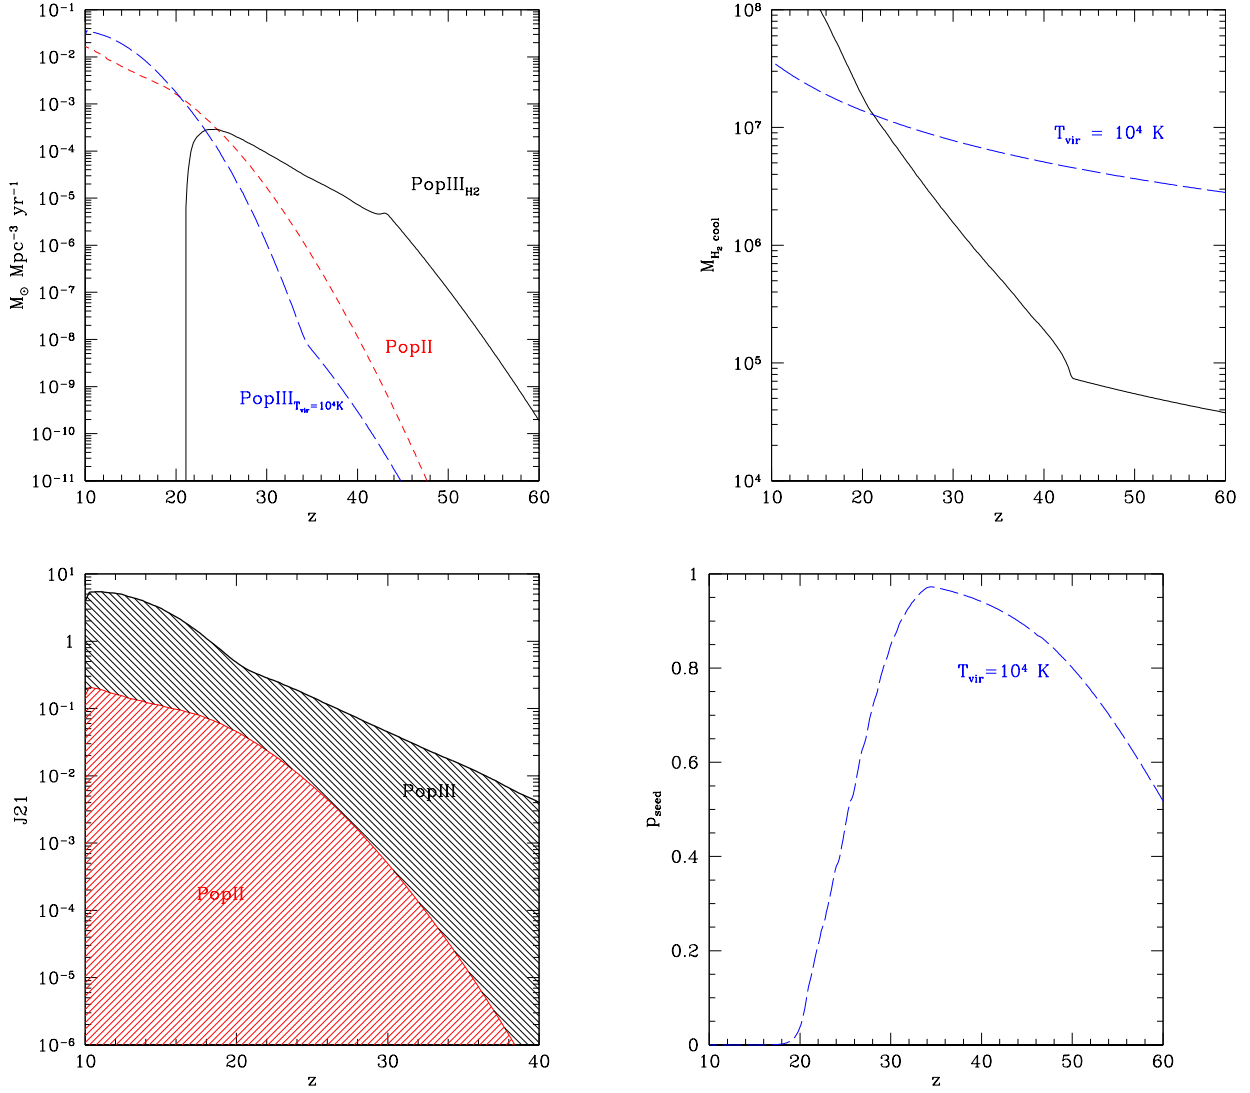 10⁻¹
10⁻²
10⁻³
10⁻⁴
10⁻⁵
10⁻⁶
10⁻⁷
10⁻⁸
10⁻⁹
10⁻¹⁰
10⁻¹¹
M⊙ Mpc⁻³ yr⁻¹
PopIII_H2
PopII
PopIII_Tvir=10⁴K
10 20 30 40 50 60
z
10⁸
10⁷
10⁶
10⁵
10⁴
M_H₂ cool
T_vir = 10⁴ K
10 20 30 40 50 60
z
10¹
1
10⁻¹
10⁻²
10⁻³
10⁻⁴
10⁻⁵
10⁻⁶
J21
PopIII
PopII
10 20 30 40
z
1
0.8
0.6
0.4
0.2
0
p_seed
T_vir=10⁴ K
10 20 30 40 50 60
z